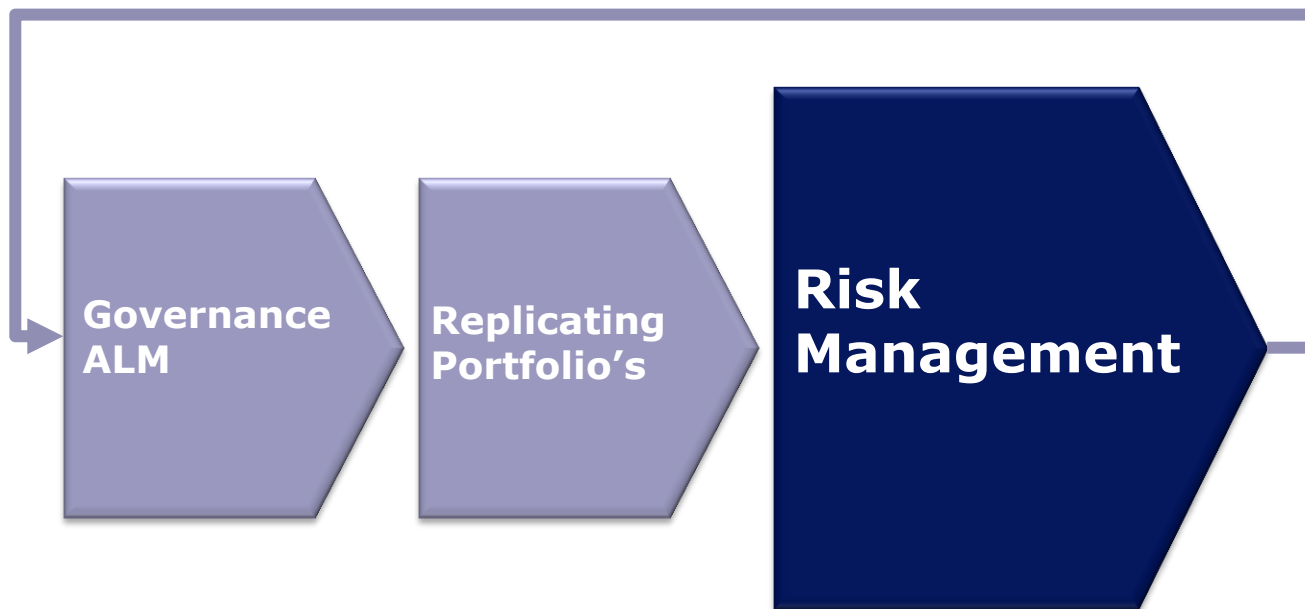 Governance
ALM
Replicating
Portfolio’s
Risk
Management